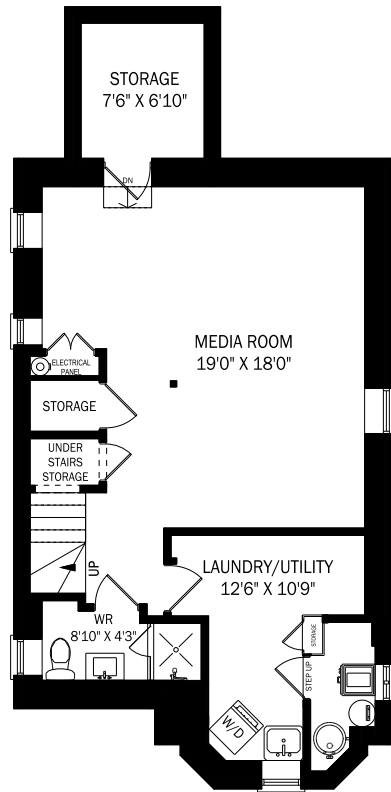 STORAGE
7'6" X 6'10"
DN
MEDIA ROOM
19'0" X 18'0"
ELECTRICAL
PANEL
STORAGE
UNDER
STAIRS
STORAGE
UP
LAUNDRY/UTILITY
12'6" X 10'9"
WR
8'10" X 4'3"
STORAGE
STEP UP
W/D